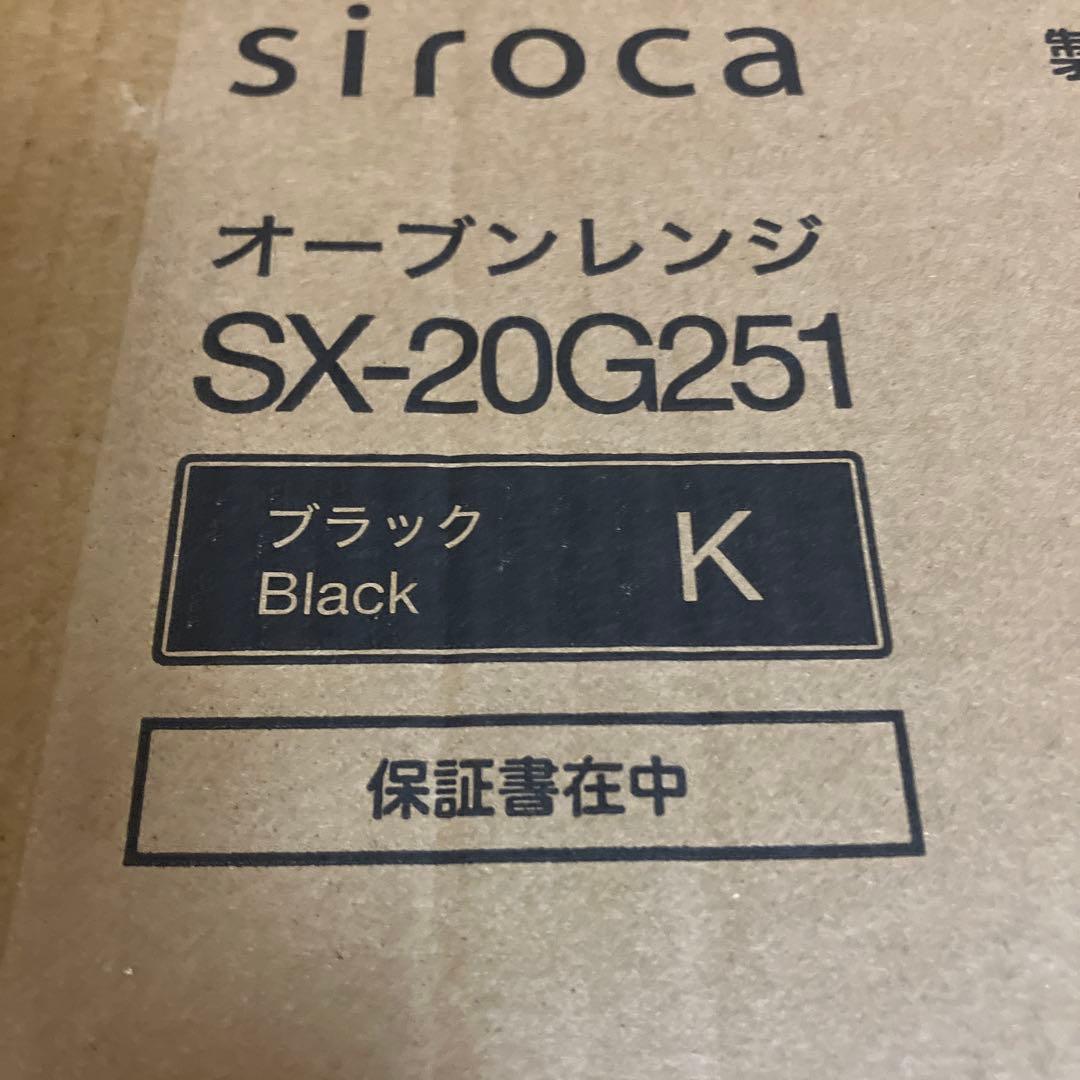 siroca
オーブンレンジ
SX-20G251
ブラック
Black
K
保証書在中